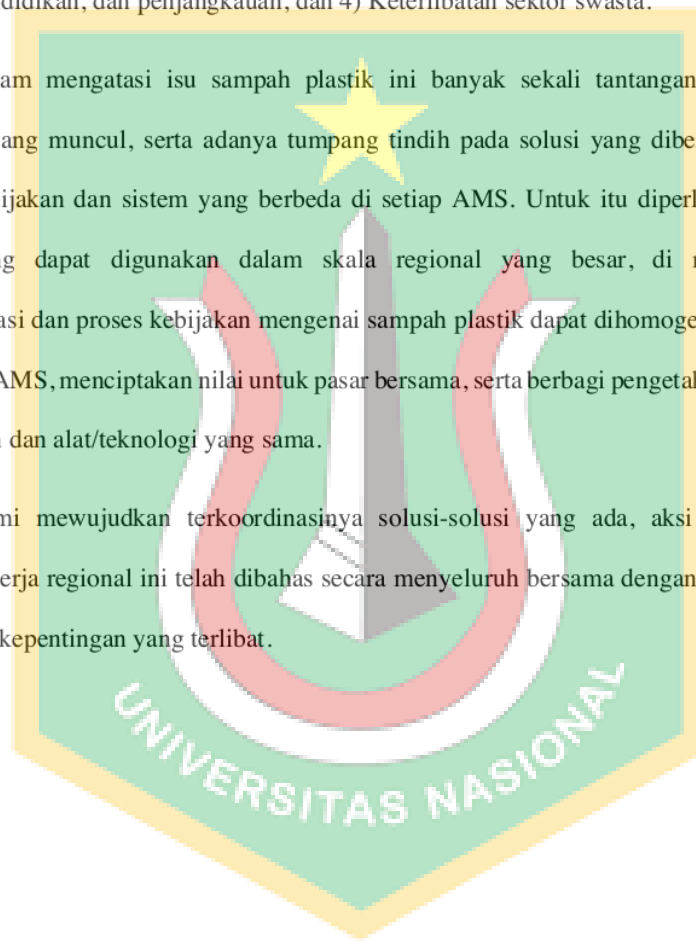 didikan, dan penjangkauan, dan 4) Keterlibatan sektor swasta.
am mengatasi isu sampah plastik ini banyak sekali tantangan
ang muncul, serta adanya tumpang tindih pada solusi yang dibe
ijakan dan sistem yang berbeda di setiap AMS. Untuk itu diperl
g dapat digunakan dalam skala regional yang besar, di
asi dan proses kebijakan mengenai sampah plastik dapat dihomoge
AMS, menciptakan nilai untuk pasar bersama, serta berbagi pengetal
dan alat/teknologi yang sama.
mi mewujudkan terkoordinasinya solusi-solusi yang ada, aksi
erja regional ini telah dibahas secara menyeluruh bersama dengan
kepentingan yang terlibat.
UNIVERSITAS NASIONAL